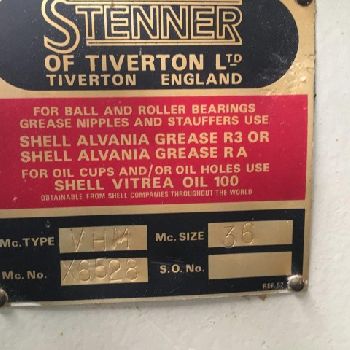 STENNER
OF TIVERTON LTD
TIVERTON ENGLAND
FOR BALL AND ROLLER BEARINGS
GREASE NIPPLES AND STAUFFERS USE
SHELL ALVANIA GREASE R3 OR
SHELL ALVANIA GREASE RA
FOR OIL CUPS AND/OR OIL HOLES USE
SHELL VITREA OIL 100
OBTAINABLE FROM SHELL COMPANIES THROUGHOUT THE WORLD
Mc. TYPE VHM Mc. SIZE 36
Mc. No. X6528 S.O. No.